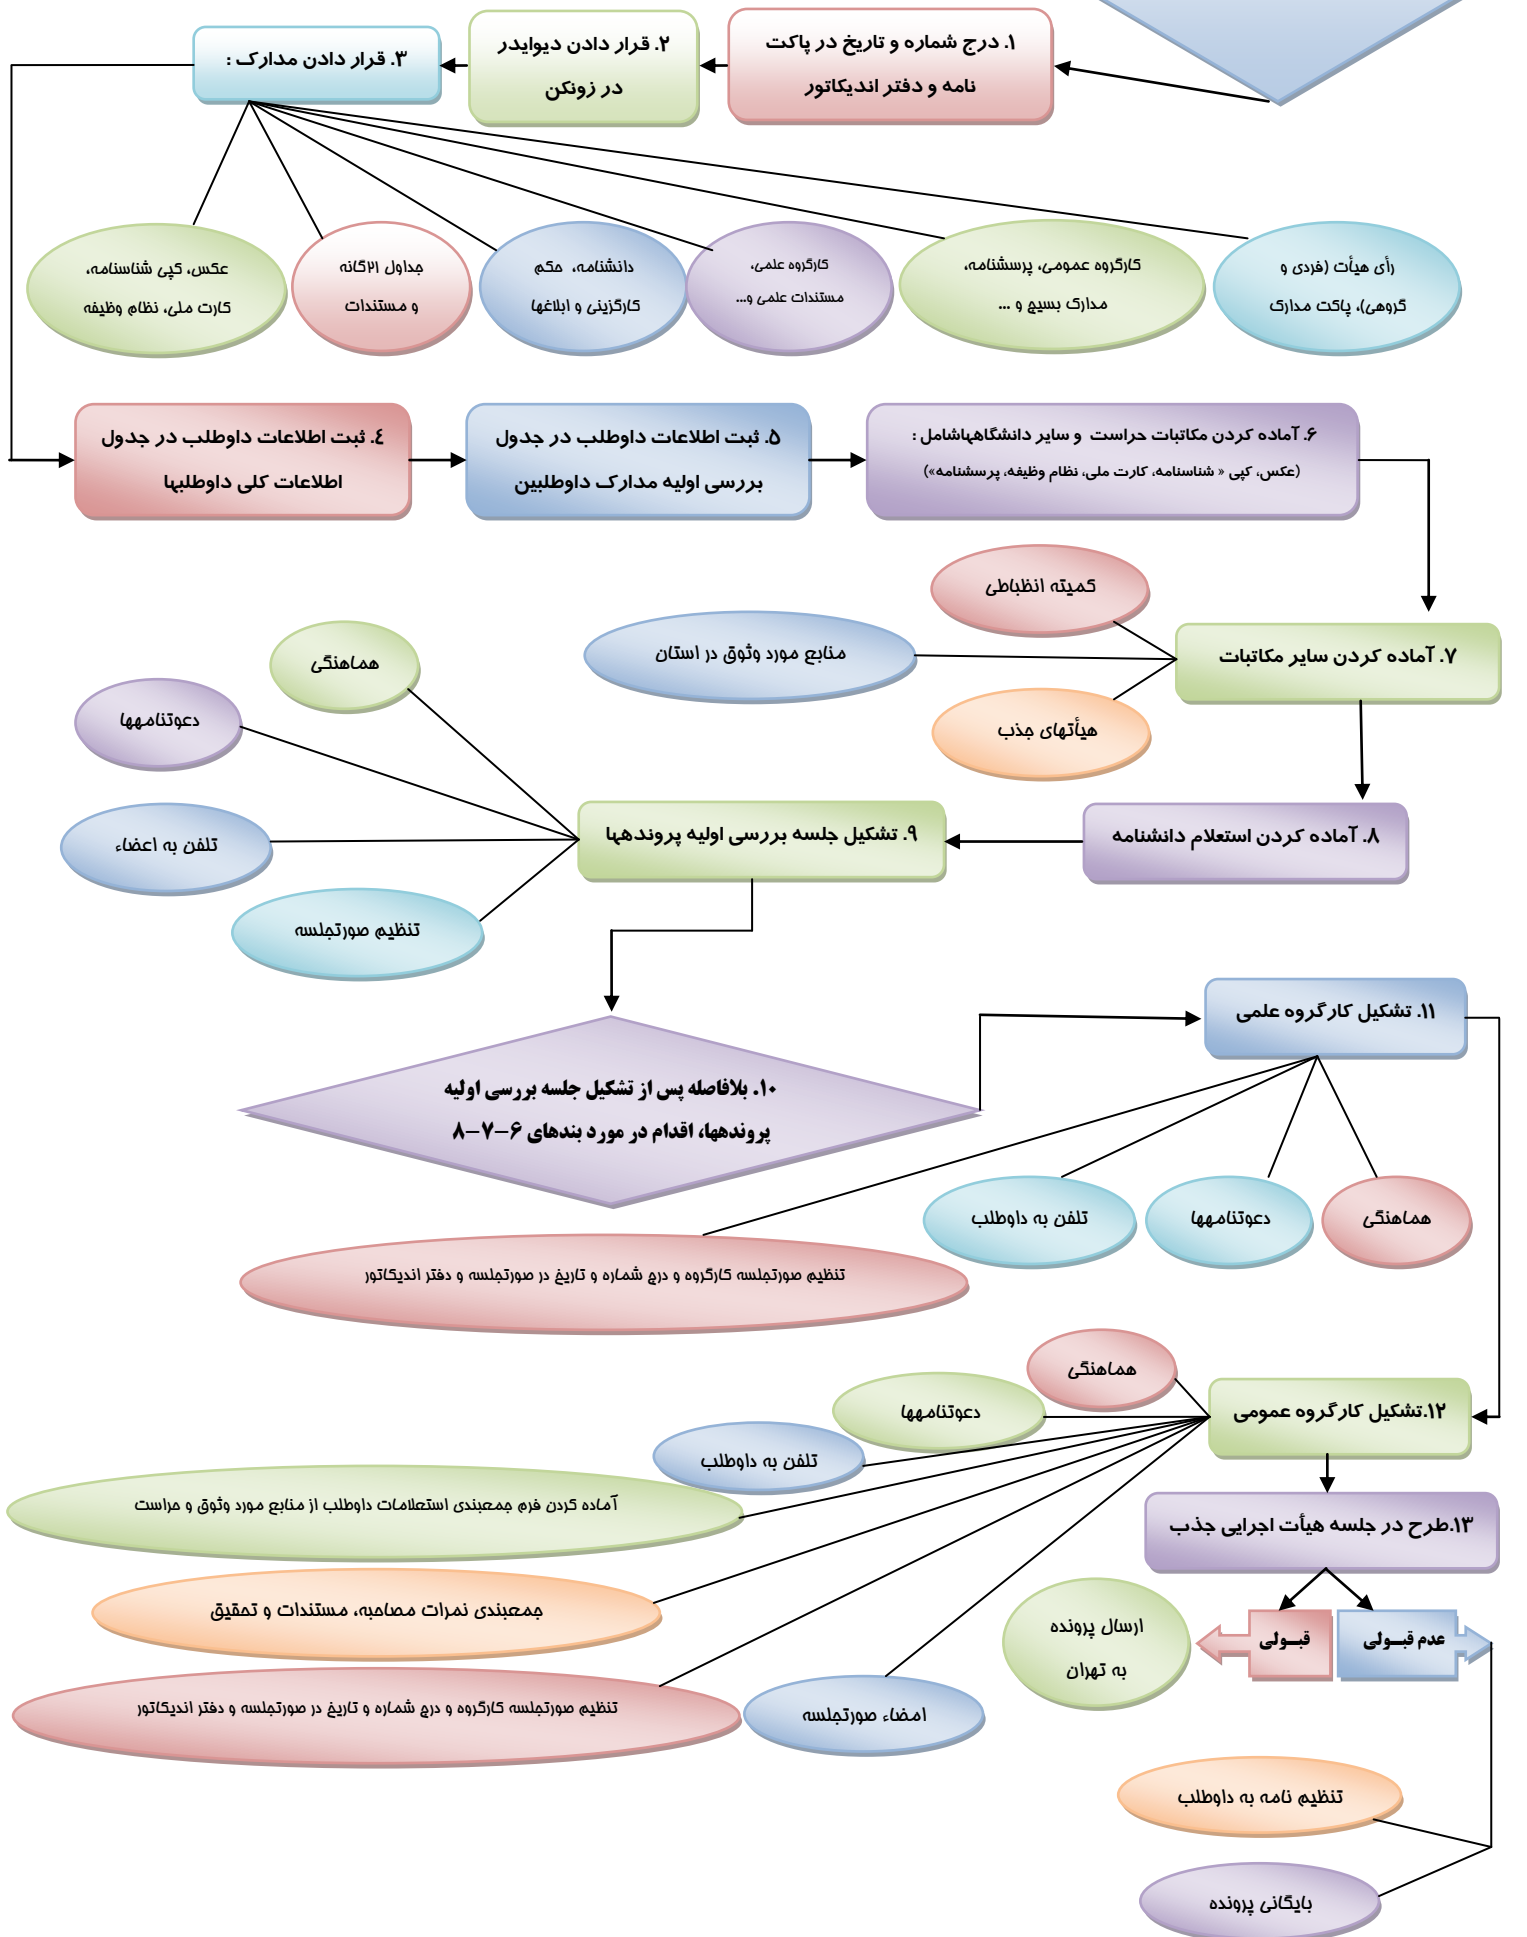 ۱. درج شماره و تاریخ در پاکت
نامه و دفتر اندیکاتور
۲. قرار دادن دیوایدر
در زونکن
۳. قرار دادن مدارک :
رأی هیأت (فردی و
گروهی)، پاکت مدارک
کارگروه عمومی، پرسشنامه،
مدارک بسیج و ...
کارگروه علمی،
مستندات علمی و...
دانشنامه، حکم
کارگزینی و ابلاغها
جداول ۲۱گانه
و مستندات
عکس، کپی شناسنامه،
کارت ملی، نظام وظیفه
۴. ثبت اطلاعات داوطلب در جدول
اطلاعات کلی داوطلبها
۵. ثبت اطلاعات داوطلب در جدول
بررسی اولیه مدارک داوطلبین
۶. آماده کردن مکاتبات حراست و سایر دانشگاههاشامل :
(عکس، کپی « شناسنامه، کارت ملی، نظام وظیفه، پرسشنامه»)
۷. آماده کردن سایر مکاتبات
کمیته انظباطی
منابع مورد وثوق در استان
هیأتهای جذب
۸. آماده کردن استعلام دانشنامه
۹. تشکیل جلسه بررسی اولیه پروندهها
هماهنگی
دعوتنامهها
تلفن به اعضاء
تنظیم صورتجلسه
۱۰. بلافاصله پس از تشکیل جلسه بررسی اولیه
پروندهها، اقدام در مورد بندهای ۶-۷-۸
۱۱. تشکیل کارگروه علمی
هماهنگی
دعوتنامهها
تلفن به داوطلب
تنظیم صورتجلسه کارگروه و درج شماره و تاریخ در صورتجلسه و دفتر اندیکاتور
۱۲.تشکیل کارگروه عمومی
هماهنگی
دعوتنامهها
تلفن به داوطلب
آماده کردن فرم جمعبندی استعلامات داوطلب از منابع مورد وثوق و حراست
جمعبندی نمرات مصاحبه، مستندات و تحقیق
تنظیم صورتجلسه کارگروه و درج شماره و تاریخ در صورتجلسه و دفتر اندیکاتور
امضاء صورتجلسه
۱۳.طرح در جلسه هیأت اجرایی جذب
عدم قبـولی
قبـولی
ارسال پرونده
به تهران
تنظیم نامه به داوطلب
بایگانی پرونده